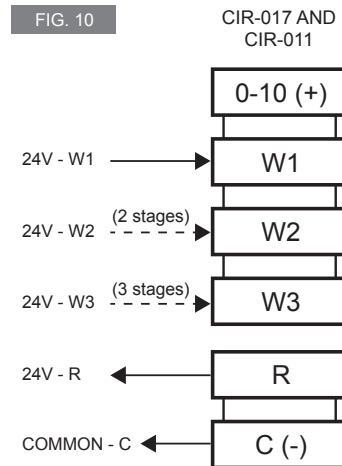 FIG. 10
CIR-017 AND
CIR-011
0-10 (+)
24V - W1
W1
24V - W2
(2 stages)
W2
24V - W3
(3 stages)
W3
24V - R
R
COMMON - C
C (-)